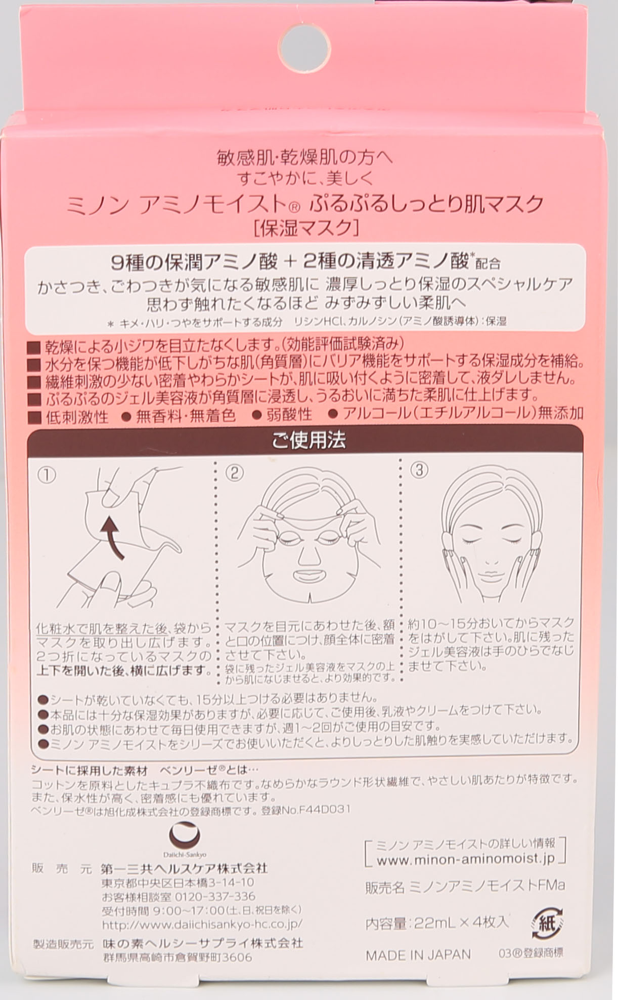 敏感肌・乾燥肌の方へ
すこやかに、美しく
ミノン アミノモイスト® ぷるぷるしっとり肌マスク
[保湿マスク]
9種の保潤アミノ酸 + 2種の清透アミノ酸*配合
かさつき、ごわつきが気になる敏感肌に 濃厚しっとり保湿のスペシャルケア
思わず触れたくなるほど みずみずしい柔肌へ
* キメ・ハリ・つやをサポートする成分 リシンHCl、カルノシン(アミノ酸誘導体):保湿
■ 乾燥による小ジワを目立たなくします。(効能評価試験済み)
■ 水分を保つ機能が低下しがちな肌(角質層)にバリア機能をサポートする保湿成分を補給。
■ 繊維刺激の少ない密着やわらかシートが、肌に吸い付くように密着して、液ダレしません。
■ ぷるぷるのジェル美容液が角質層に浸透し、うるおいに満ちた柔肌に仕上げます。
■ 低刺激性 ● 無香料・無着色 ● 弱酸性 ● アルコール(エチルアルコール)無添加
ご使用法
①
化粧水で肌を整えた後、袋から
マスクを取り出し広げます。
2つ折になっているマスクの
上下を開いた後、横に広げます。
②
マスクを目元にあわせた後、額
と口の位置につけ、顔全体に密着
させて下さい。
袋に残ったジェル美容液をマスクの上
から肌になじませると、より効果的です。
③
約10～15分おいてからマスク
をはがして下さい。肌に残った
ジェル美容液は手のひらでなじ
ませて下さい。
●シートが乾いていなくても、15分以上つける必要はありません。
●本品には十分な保湿効果がありますが、必要に応じて、ご使用後、乳液やクリームをつけて下さい。
●お肌の状態にあわせて毎日使用できますが、週1～2回がご使用の目安です。
●ミノン アミノモイストをシリーズでお使いいただくと、よりしっとりした肌触りを実感していただけます。
シートに採用した素材 ベンリーゼ®とは…
コットンを原料としたキュプラ不織布です。なめらかなラウンド形状繊維で、やさしい肌あたりが特徴です。
また、保水性が高く、密着感にも優れています。
ベンリーゼ®は旭化成株式会社の登録商標です。登録No.F44D031
Daiichi-Sankyo
販売元 第一三共ヘルスケア株式会社
東京都中央区日本橋3-14-10
お客様相談室 0120-337-336
受付時間 9:00～17:00(土、日、祝日を除く)
http://www.daiichisankyo-hc.co.jp/
製造販売元 味の素ヘルシーサプライ株式会社
群馬県高崎市倉賀野町3606
ミノン アミノモイストの詳しい情報
www.minon-aminomoist.jp
販売名 ミノンアミノモイストFMa
内容量:22mL×4枚入
紙
MADE IN JAPAN 03®登録商標